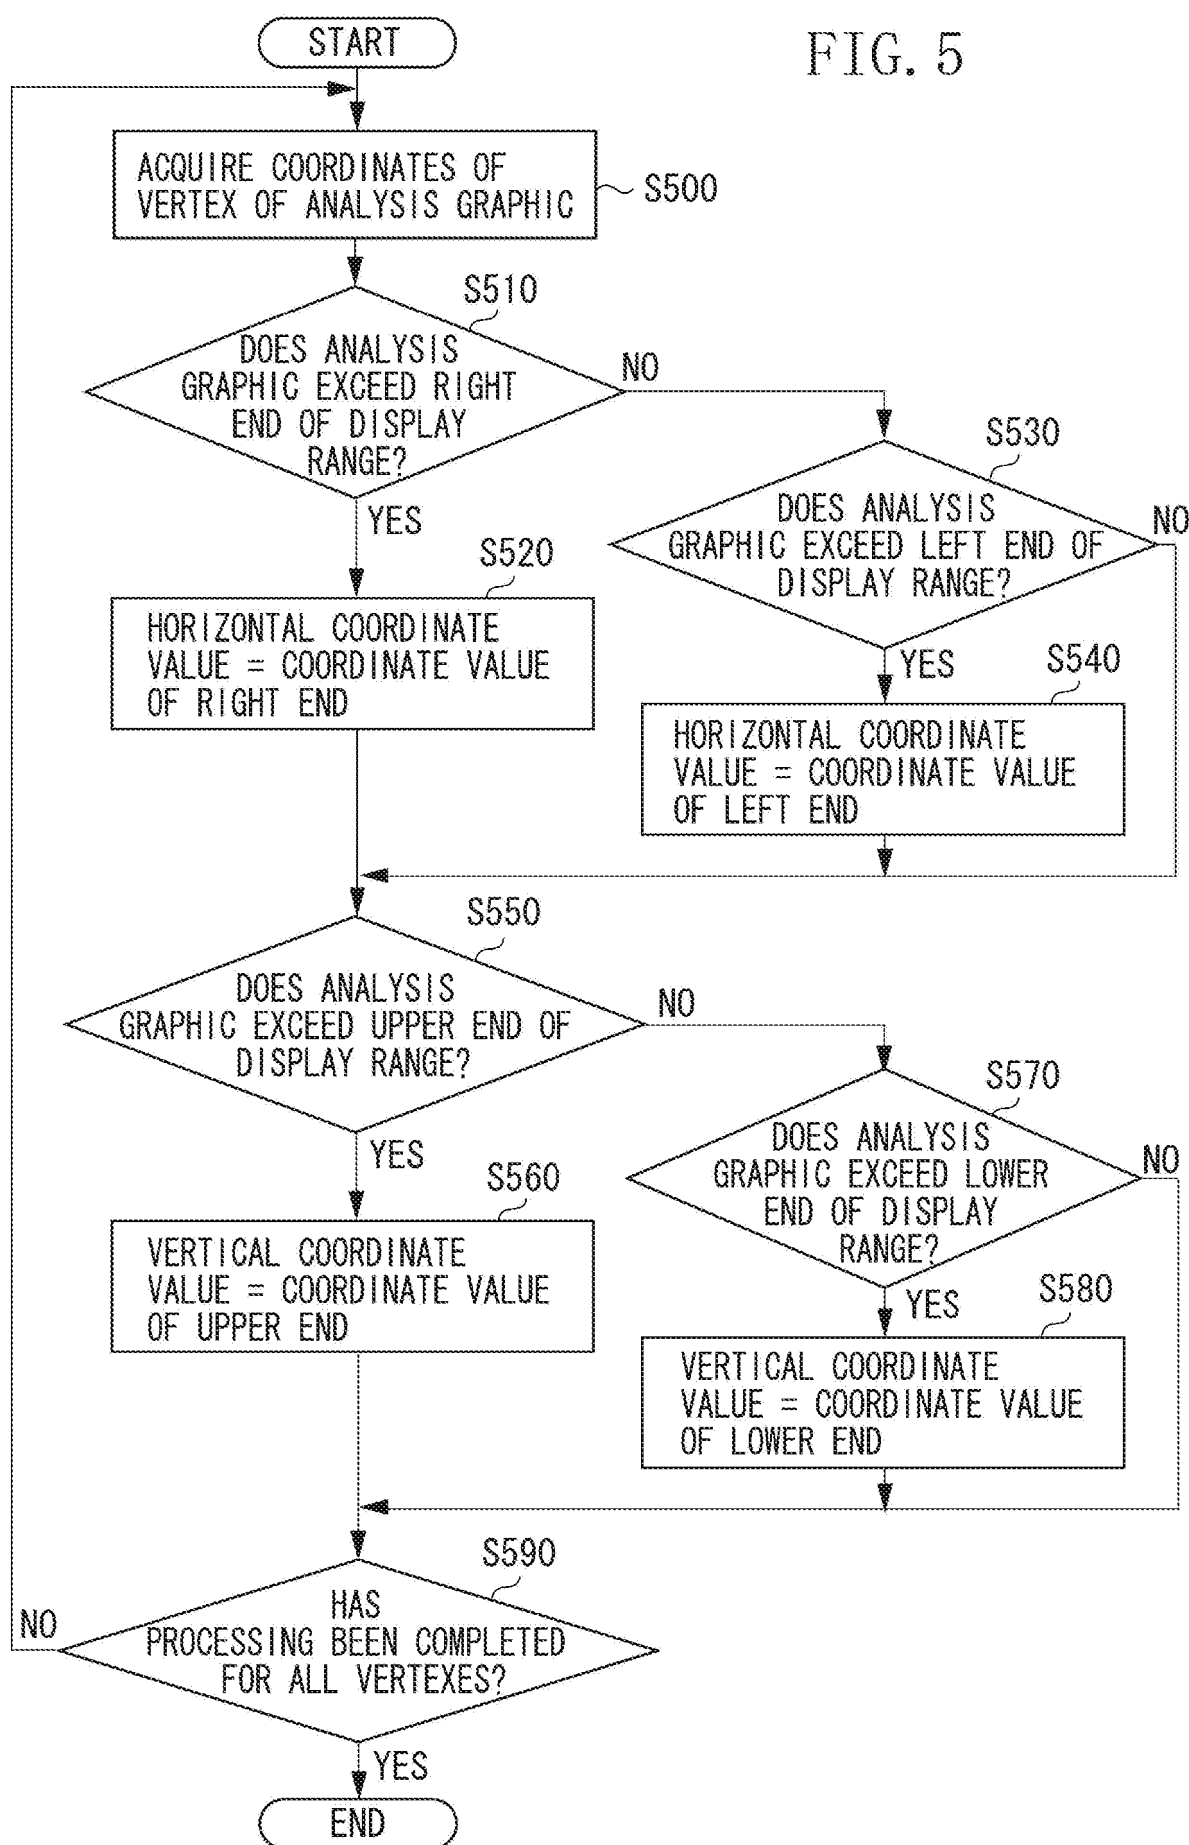 START
FIG. 5
ACQUIRE COORDINATES OF
VERTEX OF ANALYSIS GRAPHIC
S500
S510
DOES ANALYSIS
GRAPHIC EXCEED RIGHT
END OF DISPLAY
RANGE?
NO
YES
S530
DOES ANALYSIS
GRAPHIC EXCEED LEFT END OF
DISPLAY RANGE?
NO
YES
S520
HORIZONTAL COORDINATE
VALUE = COORDINATE VALUE
OF RIGHT END
S540
HORIZONTAL COORDINATE
VALUE = COORDINATE VALUE
OF LEFT END
S550
DOES ANALYSIS
GRAPHIC EXCEED UPPER END OF
DISPLAY RANGE?
NO
YES
S570
DOES ANALYSIS
GRAPHIC EXCEED LOWER
END OF DISPLAY
RANGE?
NO
YES
S560
VERTICAL COORDINATE
VALUE = COORDINATE VALUE
OF UPPER END
S580
VERTICAL COORDINATE
VALUE = COORDINATE VALUE
OF LOWER END
S590
HAS
PROCESSING BEEN COMPLETED
FOR ALL VERTEXES?
NO
YES
END